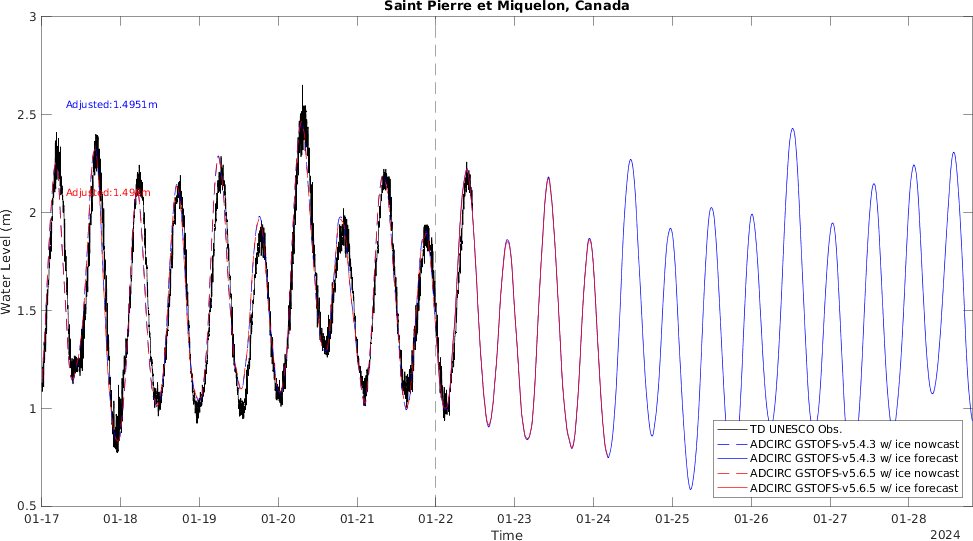 Saint Pierre et Miquelon, Canada
3
2.5
2
1.5
1
0.5
Water Level (m)
Adjusted:1.4951m
TD UNESCO Obs.
ADCIRC GSTOFS-v5.4.3 w/ ice nowcast
ADCIRC GSTOFS-v5.4.3 w/ ice forecast
ADCIRC GSTOFS-v5.6.5 w/ ice nowcast
ADCIRC GSTOFS-v5.6.5 w/ ice forecast
01-17 01-18 01-19 01-20 01-21 01-22 01-23 01-24 01-25 01-26 01-27 01-28
Time
2024